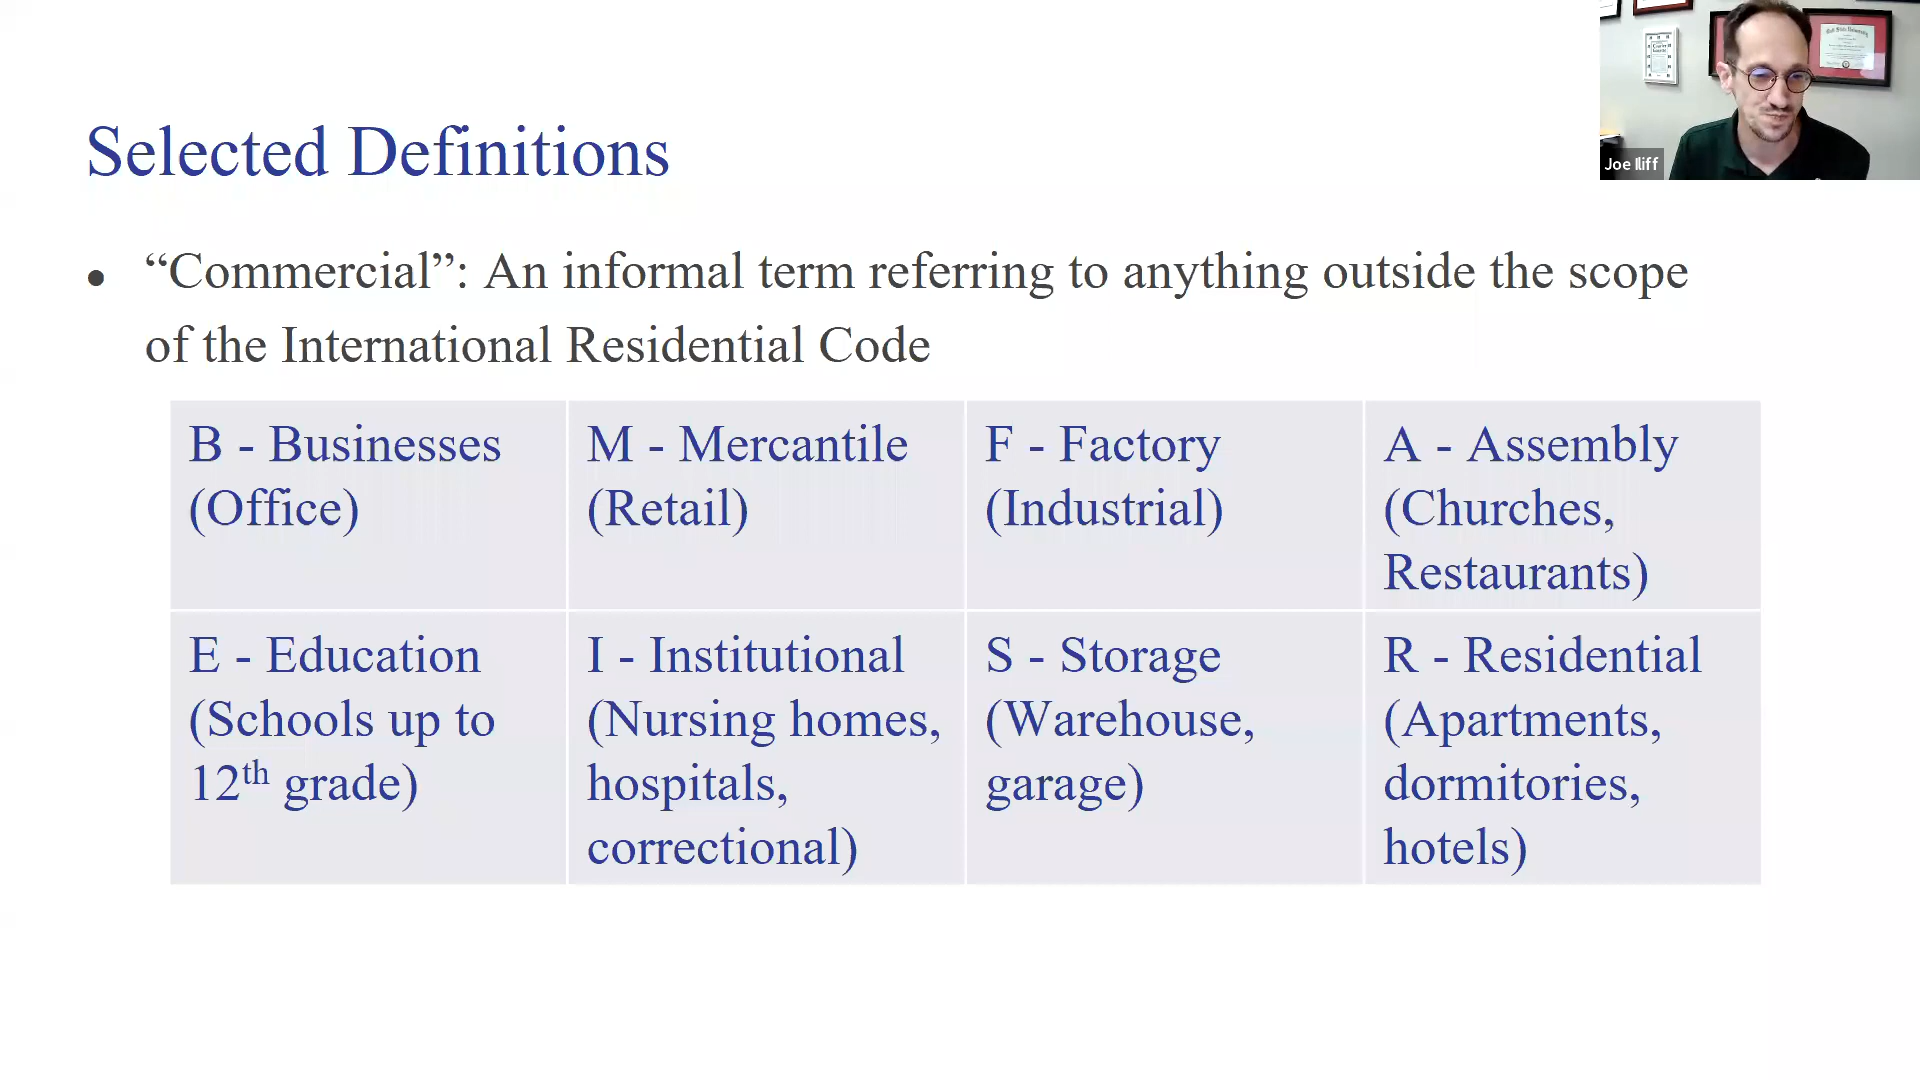 Selected Definitions
Joe Iliff
• “Commercial”: An informal term referring to anything outside the scope
of the International Residential Code
B - Businesses
(Office)
M - Mercantile
(Retail)
F - Factory
(Industrial)
A - Assembly
(Churches,
Restaurants)
E - Education
(Schools up to
12th grade)
I - Institutional
(Nursing homes,
hospitals,
correctional)
S - Storage
(Warehouse,
garage)
R - Residential
(Apartments,
dormitories,
hotels)